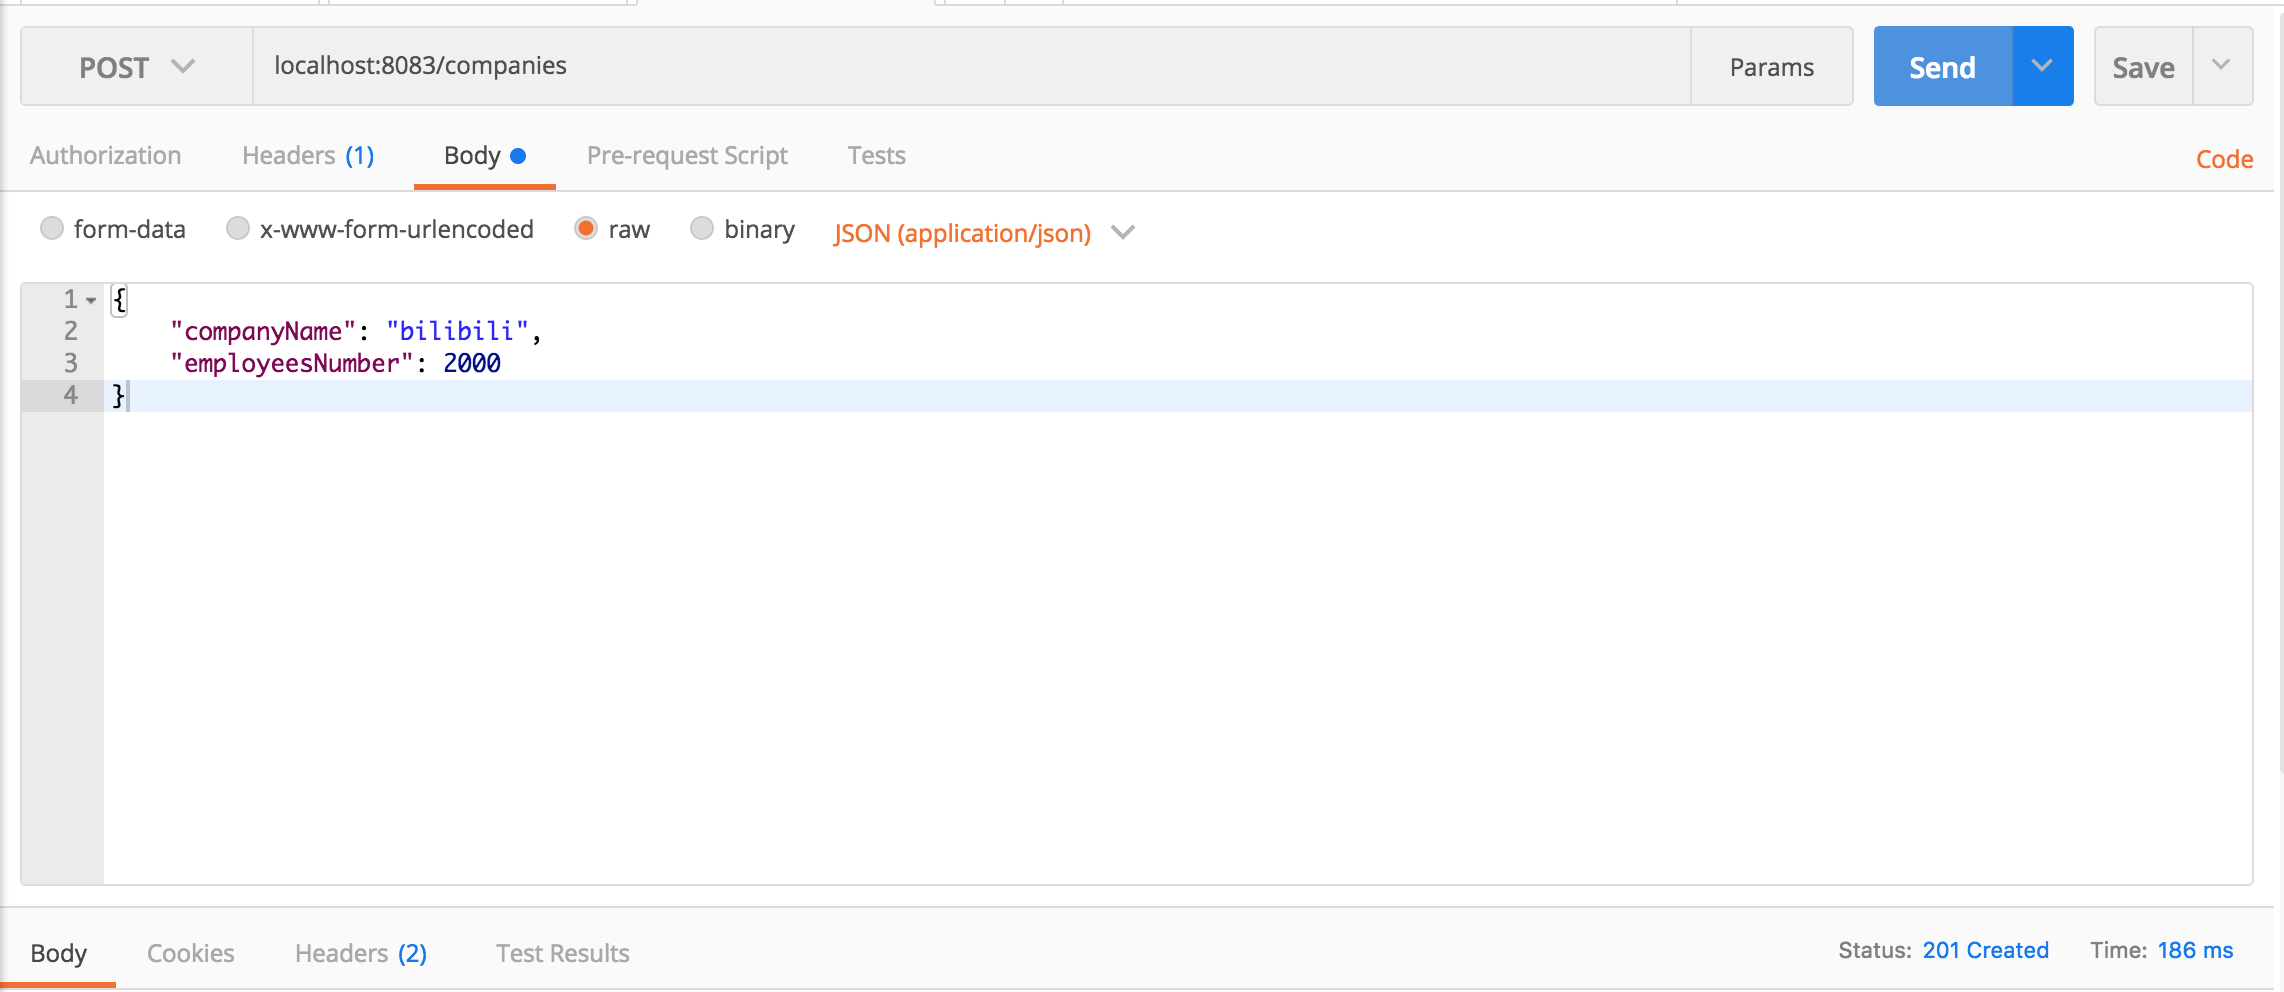 POST localhost:8083/companies Params Send Save
Authorization Headers (1) Body Pre-request Script Tests Code
form-data x-www-form-urlencoded raw binary JSON (application/json)
1 {
2 "companyName": "bilibili",
3 "employeesNumber": 2000
4 }
Body Cookies Headers (2) Test Results Status: 201 Created Time: 186 ms